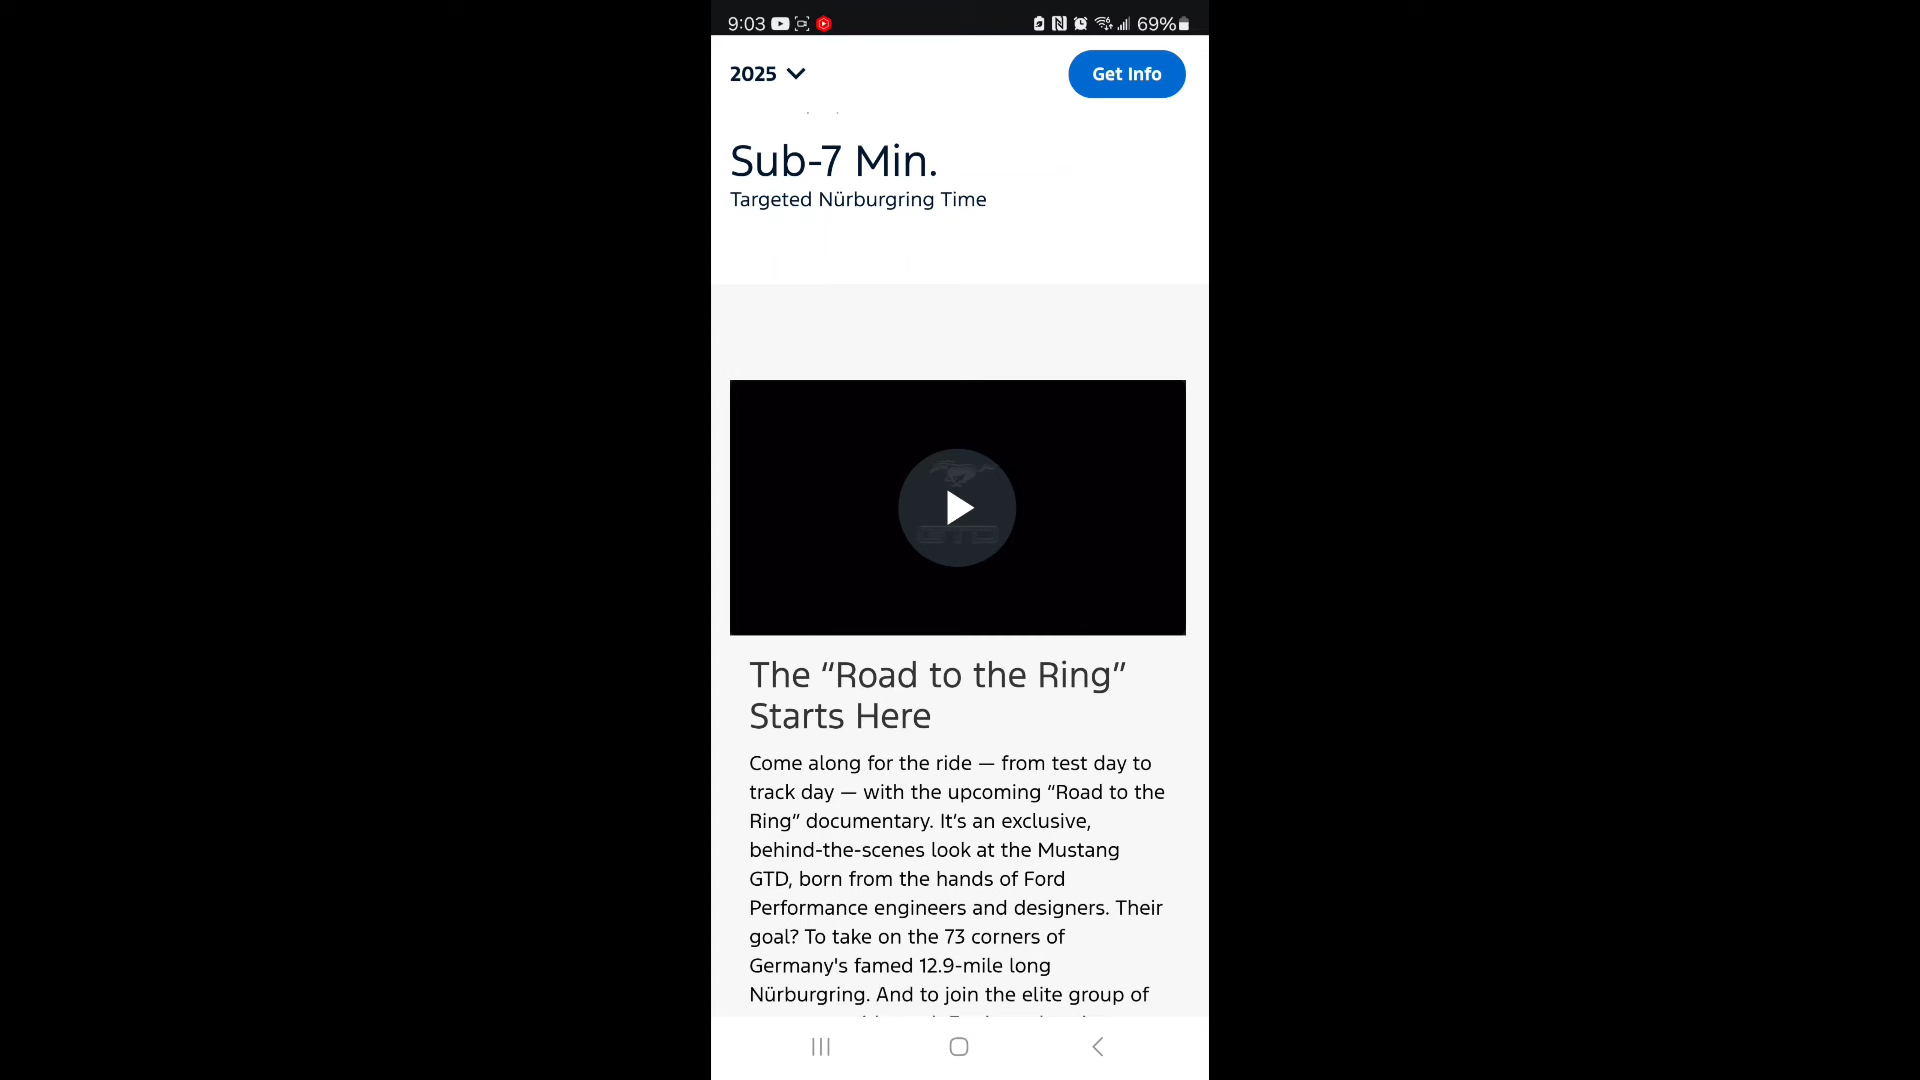 9:03
69%
2025
Get Info
Sub-7 Min.
Targeted Nürburgring Time
GTD
The “Road to the Ring”
Starts Here
Come along for the ride — from test day to
track day — with the upcoming “Road to the
Ring” documentary. It’s an exclusive,
behind-the-scenes look at the Mustang
GTD, born from the hands of Ford
Performance engineers and designers. Their
goal? To take on the 73 corners of
Germany's famed 12.9-mile long
Nürburgring. And to join the elite group of